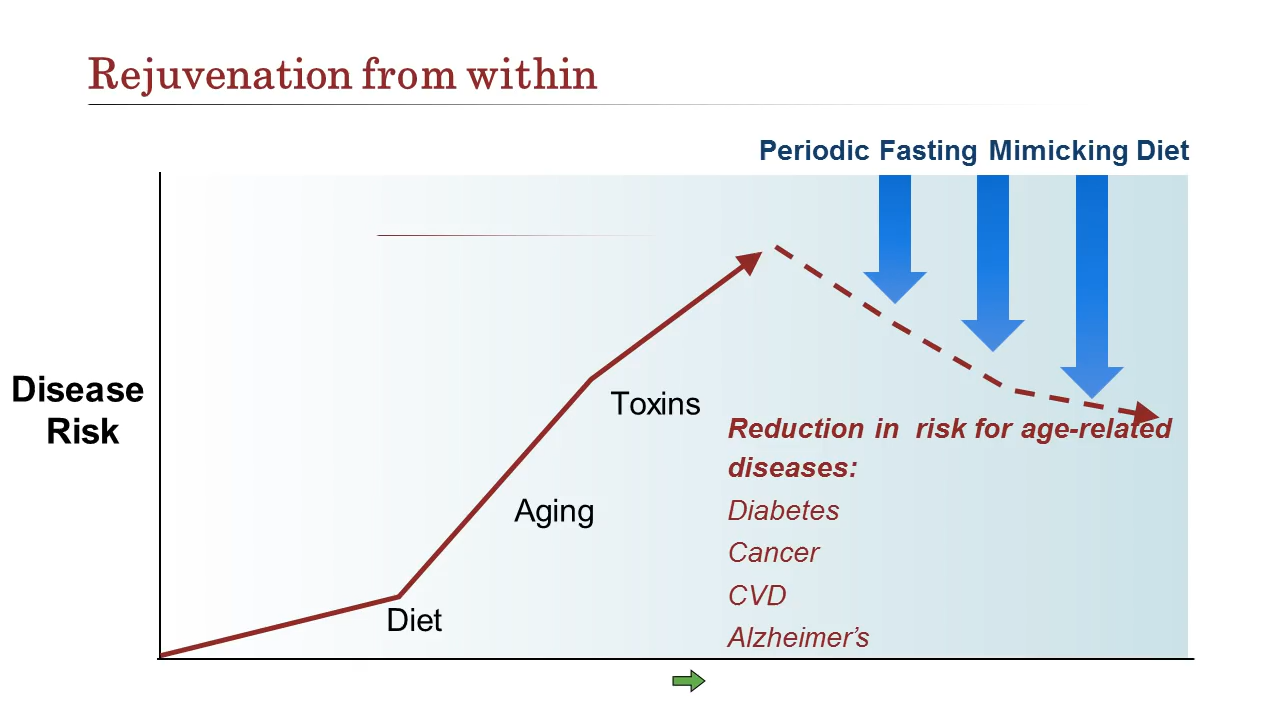 Rejuvenation from within
Periodic Fasting Mimicking Diet
Disease
Risk
Toxins
Reduction in risk for age-related
diseases:
Aging
Diabetes
Cancer
CVD
Diet
Alzheimer’s